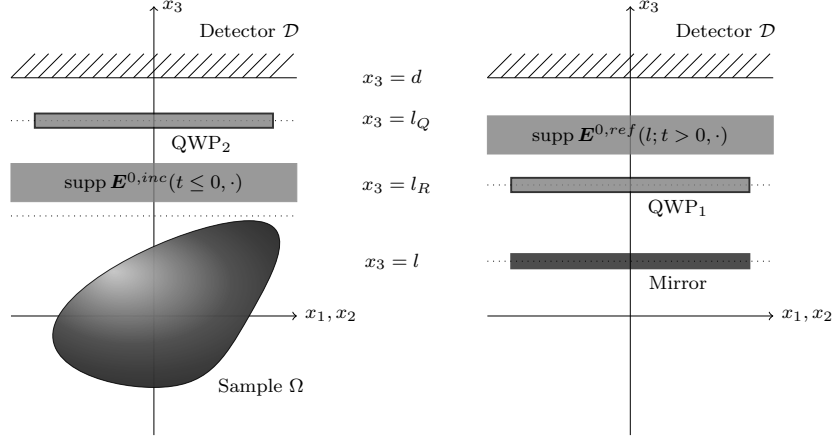 x₃
Detector 𝒟
x₃ = d
x₃ = l_Q
QWP₂
supp E^{0,inc}(t ≤ 0, ·)
x₃ = l_R
x₃ = l
x₁, x₂
Sample Ω
x₃
Detector 𝒟
supp E^{0,ref}(l; t > 0, ·)
QWP₁
Mirror
x₁, x₂